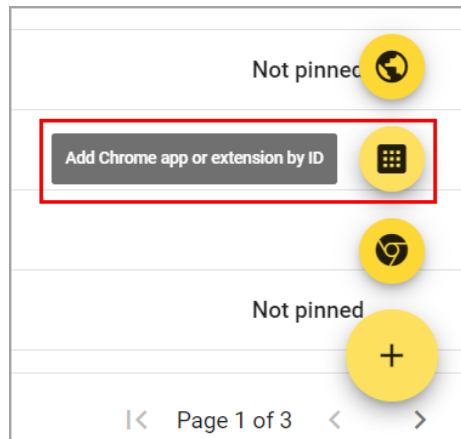 Not pinned
Add Chrome app or extension by ID
Not pinned
Page 1 of 3